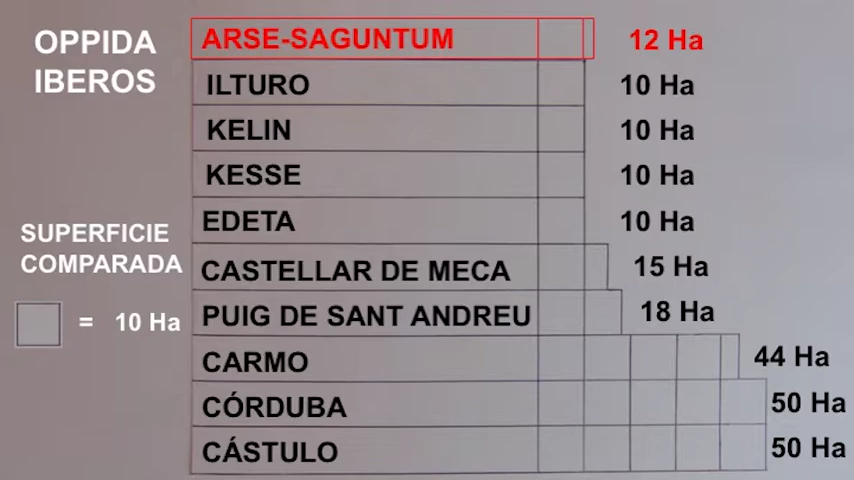 OPPIDA
IBEROS
ARSE-SAGUNTUM 12 Ha
ILTURO 10 Ha
KELIN 10 Ha
KESSE 10 Ha
EDETA 10 Ha
SUPERFICIE
COMPARADA
CASTELLAR DE MECA 15 Ha
PUIG DE SANT ANDREU 18 Ha
= 10 Ha
CARMO 44 Ha
CÓRDUBA 50 Ha
CÁSTULO 50 Ha